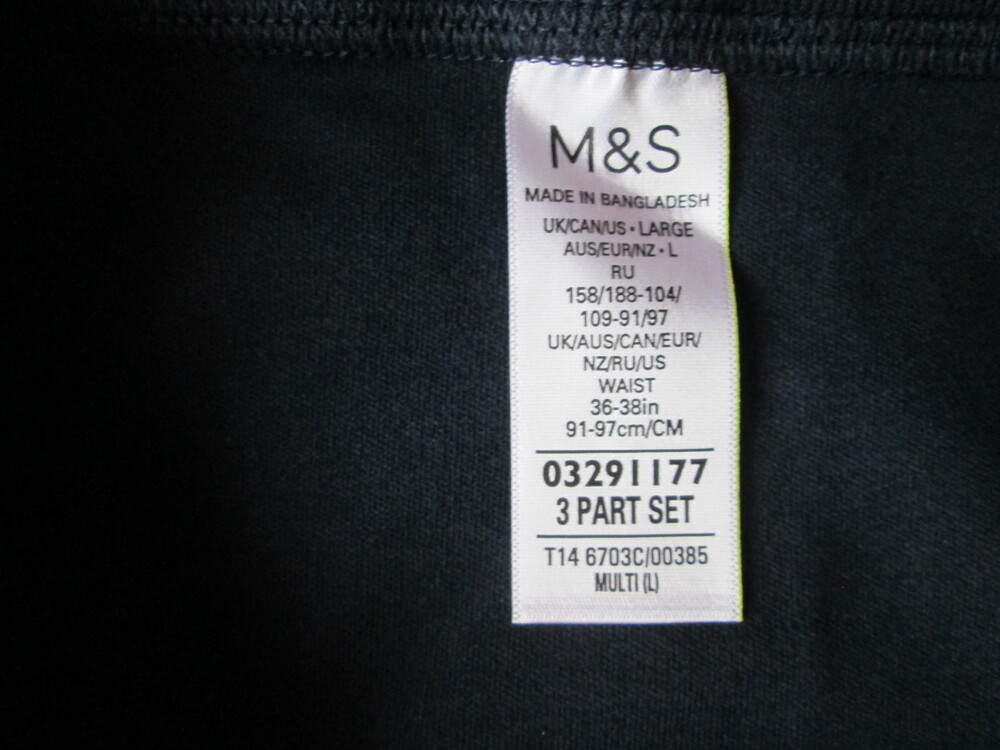 M&S
MADE IN BANGLADESH
UK/CAN/US • LARGE
AUS/EUR/NZ • L
RU
158/188-104/
109-91/97
UK/AUS/CAN/EUR/
NZ/RU/US
WAIST
36-38in
91-97cm/CM
03291177
3 PART SET
T14 6703C/00385
MULTI (L)